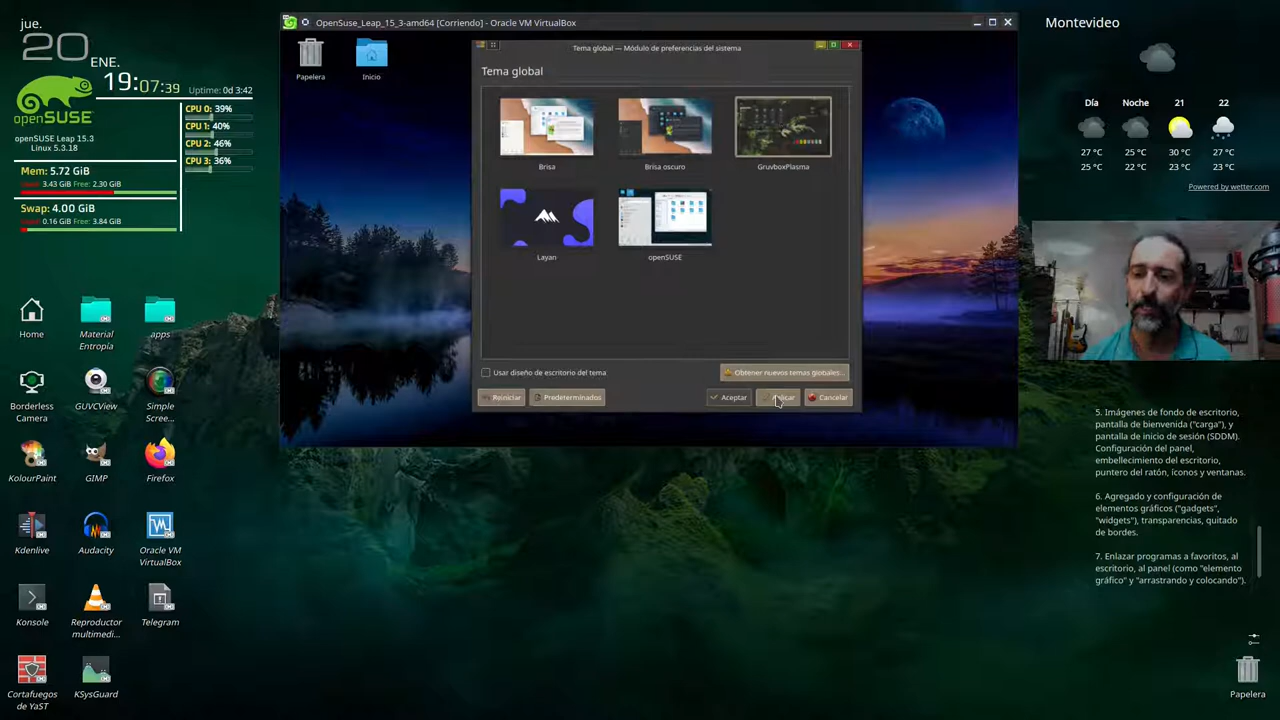 jue.
20
ENE.
19:07:39
Uptime: 0d 3:42
openSUSE
openSUSE Leap 15.3
Linux 5.3.18
CPU 0: 39%
CPU 1: 40%
CPU 2: 46%
CPU 3: 36%
Mem: 5.72 GiB
3.43 GiB Free: 2.30 GiB
Swap: 4.00 GiB
0.16 GiB Free: 3.84 GiB
Home
Material
Entropía
apps
Borderless
Camera
GUVCView
Simple
Scree...
KolourPaint
GIMP
Firefox
Kdenlive
Audacity
Oracle VM
VirtualBox
Konsole
Reproductor
multimedi...
Telegram
Cortafuegos
de YaST
KSysGuard
OpenSuse_Leap_15_3-amd64 [Corriendo] - Oracle VM VirtualBox
Papelera
Inicio
Tema global — Módulo de preferencias del sistema
Tema global
Brisa
Brisa oscuro
GruvboxPlasma
Layan
openSUSE
Usar diseño de escritorio del tema
Obtener nuevos temas globales...
Reiniciar
Predeterminados
Aceptar
Cancelar
Montevideo
Día
Noche
21
22
27 °C
25 °C
30 °C
27 °C
25 °C
22 °C
23 °C
23 °C
Powered by wetter.com
5. Imágenes de fondo de escritorio,
pantalla de bienvenida ("carga"), y
pantalla de inicio de sesión (SDDM).
Configuración del panel,
embellecimiento del escritorio,
puntero del ratón, íconos y ventanas.
6. Agregado y configuración de
elementos gráficos ("gadgets",
"widgets"), transparencias, quitado
de bordes.
7. Enlazar programas a favoritos, al
escritorio, al panel (como "elemento
gráfico" y "arrastrando y colocando").
Papelera